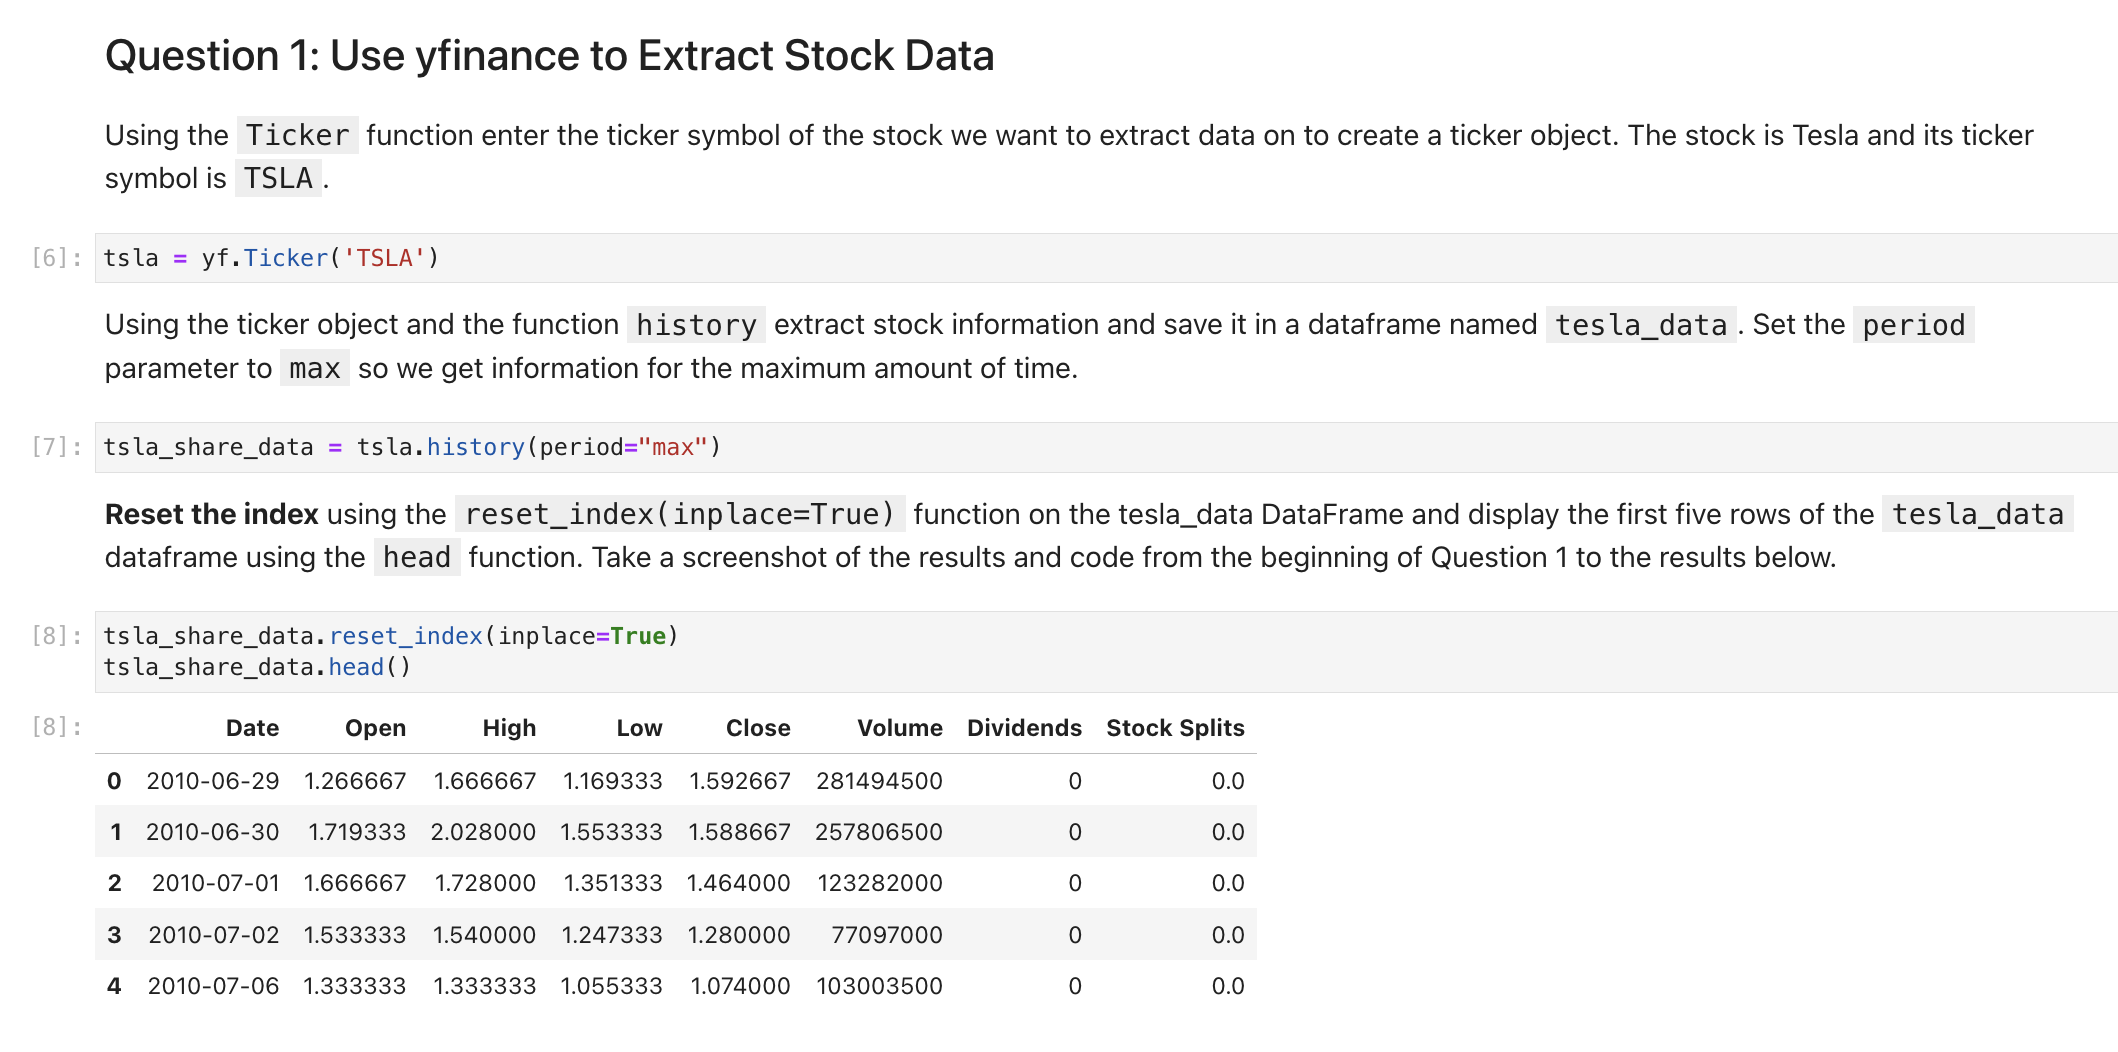 Question 1: Use yfinance to Extract Stock Data
Using the Ticker function enter the ticker symbol of the stock we want to extract data on to create a ticker object. The stock is Tesla and its ticker
symbol is TSLA .
[6]: tsla = yf.Ticker('TSLA')
Using the ticker object and the function history extract stock information and save it in a dataframe named tesla_data . Set the period
parameter to max so we get information for the maximum amount of time.
[7]: tsla_share_data = tsla.history(period="max")
Reset the index using the reset_index(inplace=True) function on the tesla_data DataFrame and display the first five rows of the tesla_data
dataframe using the head function. Take a screenshot of the results and code from the beginning of Question 1 to the results below.
[8]: tsla_share_data.reset_index(inplace=True)
tsla_share_data.head()
[8]: Date Open High Low Close Volume Dividends Stock Splits
0 2010-06-29 1.266667 1.666667 1.169333 1.592667 281494500 0 0.0
1 2010-06-30 1.719333 2.028000 1.553333 1.588667 257806500 0 0.0
2 2010-07-01 1.666667 1.728000 1.351333 1.464000 123282000 0 0.0
3 2010-07-02 1.533333 1.540000 1.247333 1.280000 77097000 0 0.0
4 2010-07-06 1.333333 1.333333 1.055333 1.074000 103003500 0 0.0